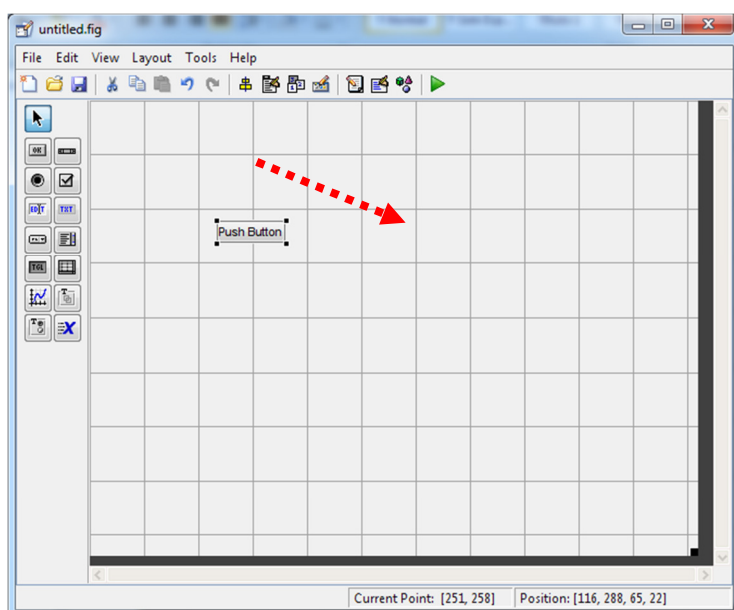 untitled.fig
File Edit View Layout Tools Help
OK
EDIT TXT
TGL
Push Button
Current Point: [251, 258] Position: [116, 288, 65, 22]